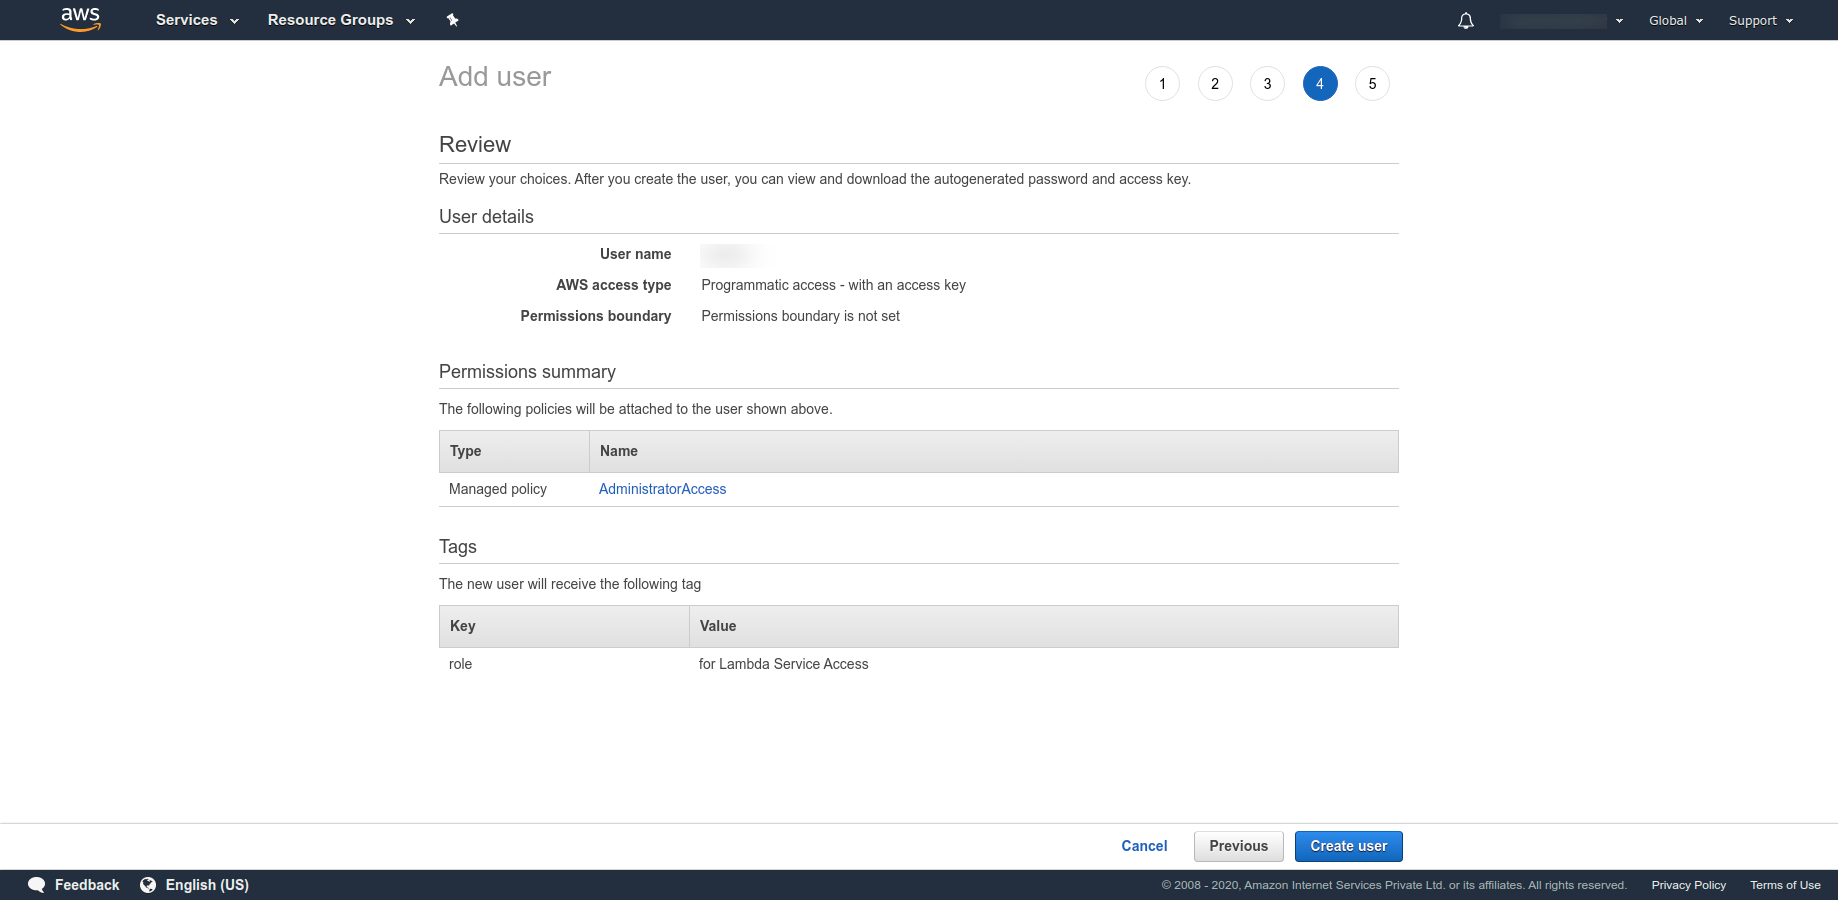 aws Services Resource Groups Global Support
Add user 1 2 3 4 5
Review
Review your choices. After you create the user, you can view and download the autogenerated password and access key.
User details
User name
AWS access type Programmatic access - with an access key
Permissions boundary Permissions boundary is not set
Permissions summary
The following policies will be attached to the user shown above.
Type Name
Managed policy AdministratorAccess
Tags
The new user will receive the following tag
Key Value
role for Lambda Service Access
Cancel Previous Create user
Feedback English (US) © 2008 - 2020, Amazon Internet Services Private Ltd. or its affiliates. All rights reserved. Privacy Policy Terms of Use